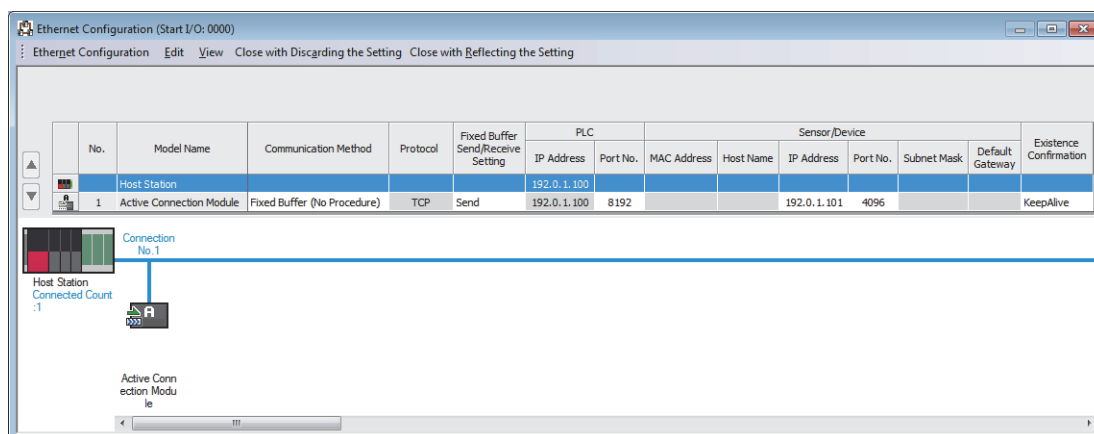 Ethernet Configuration (Start I/O: 0000)
Ethernet Configuration Edit View Close with Discarding the Setting Close with Reflecting the Setting
No. Model Name Communication Method Protocol Fixed Buffer Send/Receive Setting PLC Sensor/Device Existence Confirmation
IP Address Port No. MAC Address Host Name IP Address Port No. Subnet Mask Default Gateway
Host Station 192.0.1.100
1 Active Connection Module Fixed Buffer (No Procedure) TCP Send 192.0.1.100 8192 192.0.1.101 4096 KeepAlive
Connection
No.1
Host Station
Connected Count
:1
A
Active Conn
ection Modu
le